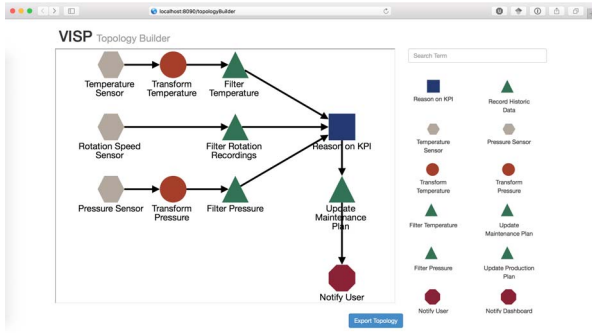 localhost:8090/topologyBuilder
VISP Topology Builder
Temperature
Sensor
Transform
Temperature
Filter
Temperature
Rotation Speed
Sensor
Filter Rotation
Recordings
Reason on KPI
Pressure Sensor
Transform
Pressure
Filter Pressure
Update
Maintenance
Plan
Notify User
Export Topology
Search Term
Reason on KPI
Record Historic
Data
Temperature
Sensor
Pressure Sensor
Transform
Temperature
Transform
Pressure
Filter Temperature
Update
Maintenance Plan
Filter Pressure
Update Production
Plan
Notify User
Notify Dashboard